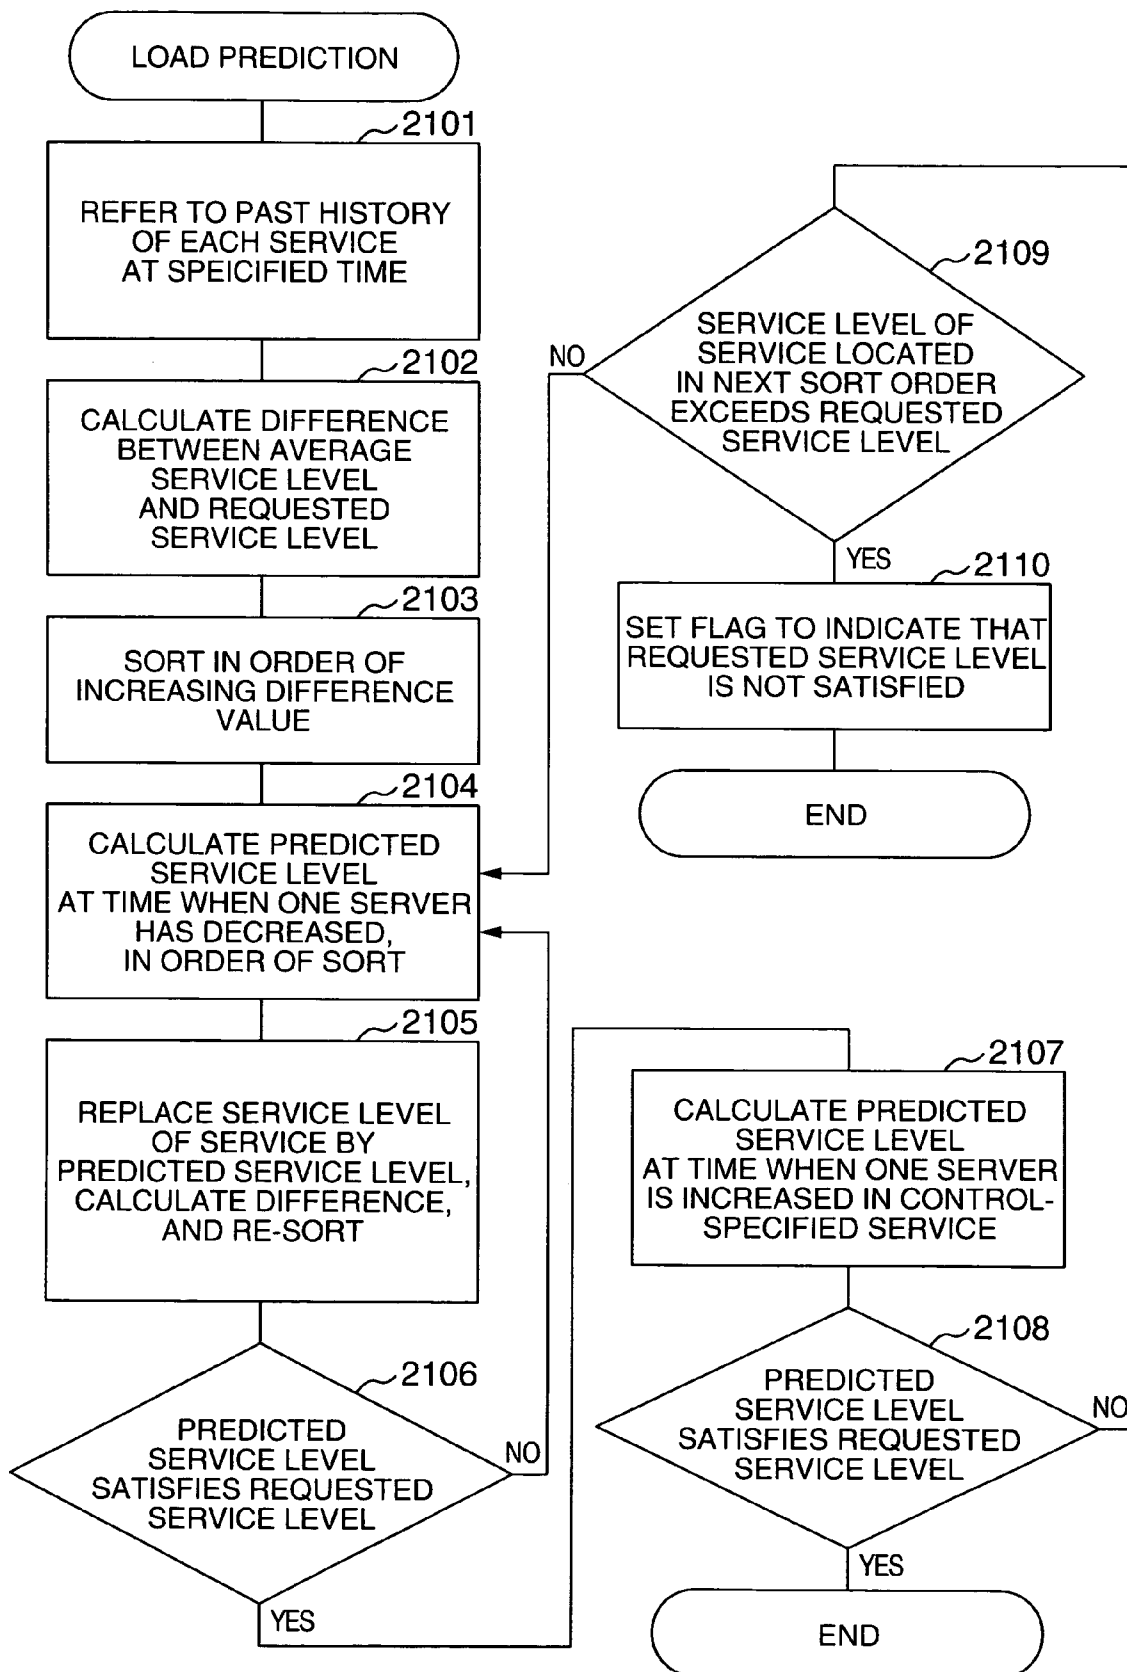 LOAD PREDICTION
2101
REFER TO PAST HISTORY
OF EACH SERVICE
AT SPEICIFIED TIME
2102
CALCULATE DIFFERENCE
BETWEEN AVERAGE
SERVICE LEVEL
AND REQUESTED
SERVICE LEVEL
2103
SORT IN ORDER OF
INCREASING DIFFERENCE
VALUE
2104
CALCULATE PREDICTED
SERVICE LEVEL
AT TIME WHEN ONE SERVER
HAS DECREASED,
IN ORDER OF SORT
2105
REPLACE SERVICE LEVEL
OF SERVICE BY
PREDICTED SERVICE LEVEL,
CALCULATE DIFFERENCE,
AND RE-SORT
2106
PREDICTED
SERVICE LEVEL
SATISFIES REQUESTED
SERVICE LEVEL
NO
YES
2107
CALCULATE PREDICTED
SERVICE LEVEL
AT TIME WHEN ONE SERVER
IS INCREASED IN CONTROL-
SPECIFIED SERVICE
2108
PREDICTED
SERVICE LEVEL
SATISFIES REQUESTED
SERVICE LEVEL
NO
YES
END
2109
SERVICE LEVEL OF
SERVICE LOCATED
IN NEXT SORT ORDER
EXCEEDS REQUESTED
SERVICE LEVEL
NO
YES
2110
SET FLAG TO INDICATE THAT
REQUESTED SERVICE LEVEL
IS NOT SATISFIED
END